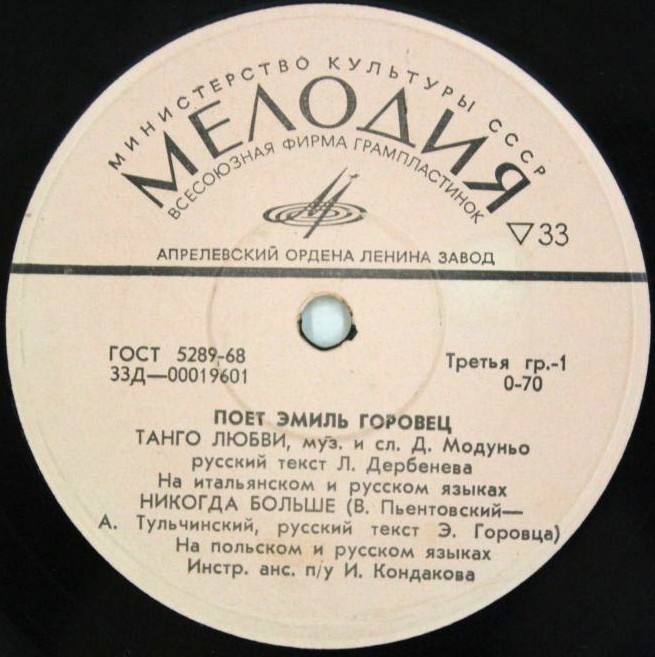 МИНИСТЕРСТВО КУЛЬТУРЫ СССР
МЕЛОДИЯ
ВСЕСОЮЗНАЯ ФИРМА ГРАМПЛАСТИНОК
▽33
АПРЕЛЕВСКИЙ ОРДЕНА ЛЕНИНА ЗАВОД
ГОСТ 5289-68
33Д—00019601
Третья гр.-1
0-70
ПОЕТ ЭМИЛЬ ГОРОВЕЦ
ТАНГО ЛЮБВИ, муз. и сл. Д. Модуньо
русский текст Л. Дербенева
На итальянском и русском языках
НИКОГДА БОЛЬШЕ (В. Пьентовский—
А. Тульчинский, русский текст Э. Горовца)
На польском и русском языках
Инстр. анс. п/у И. Кондакова